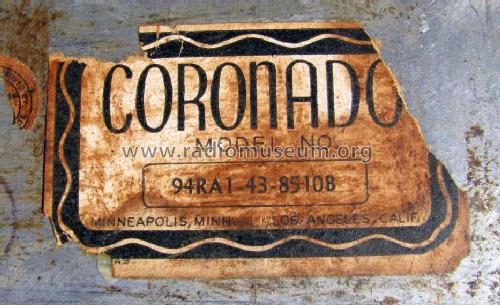 CORONADO
MODEL NO
www.radiomuseum.org
94RA1-43-8510B
MINNEAPOLIS, MINN. LOS ANGELES, CALIF.